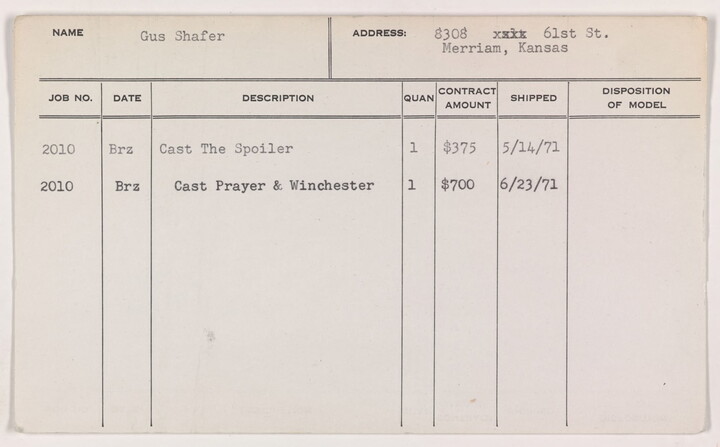 NAME Gus Shafer ADDRESS: 8308 61st St.
Merriam, Kansas
JOB NO. DATE DESCRIPTION QUAN CONTRACT AMOUNT SHIPPED DISPOSITION OF MODEL
2010 Brz Cast The Spoiler 1 $375 5/14/71
2010 Brz Cast Prayer & Winchester 1 $700 6/23/71